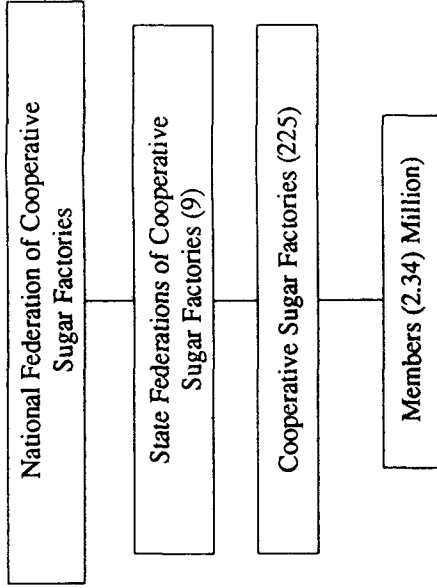 National Federation of Cooperative
Sugar Factories
State Federations of Cooperative
Sugar Factories (9)
Cooperative Sugar Factories (225)
Members (2.34) Million)